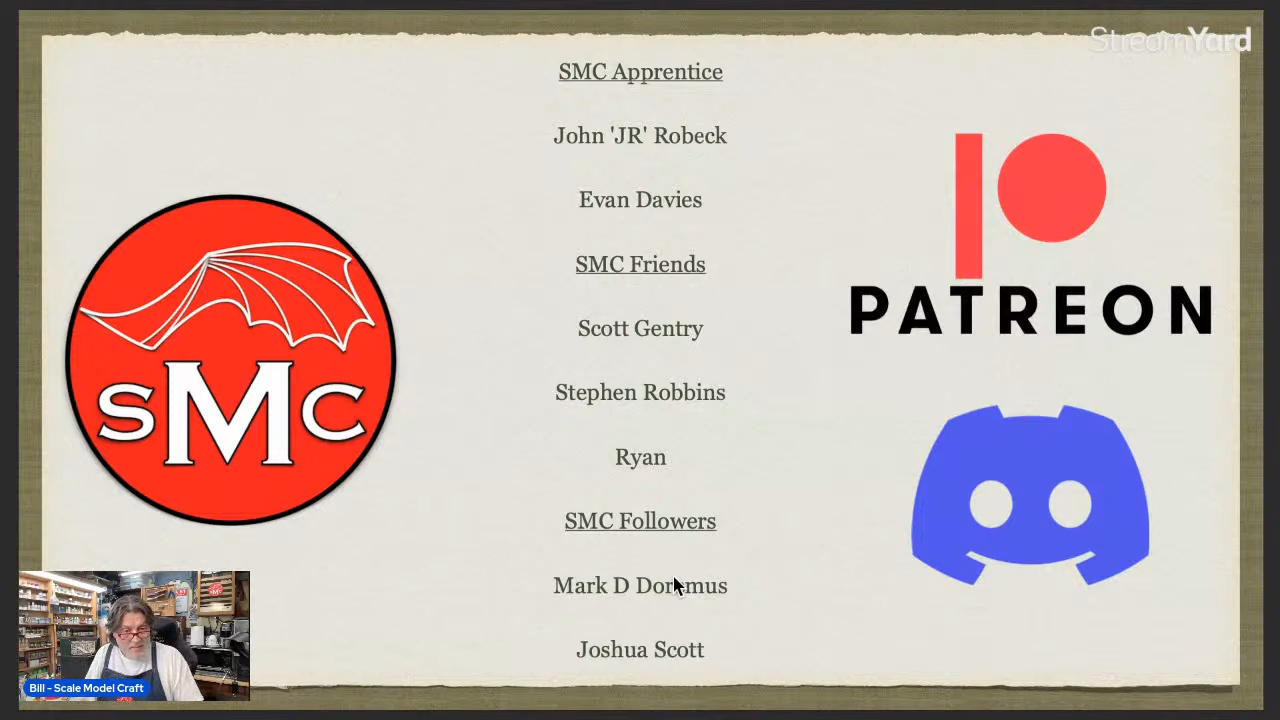 StreamYard
SMC Apprentice
John 'JR' Robeck
Evan Davies
SMC Friends
Scott Gentry
Stephen Robbins
Ryan
SMC Followers
Mark D
Joshua Scott
SMC
PATREON
Bill - Scale Model Craft